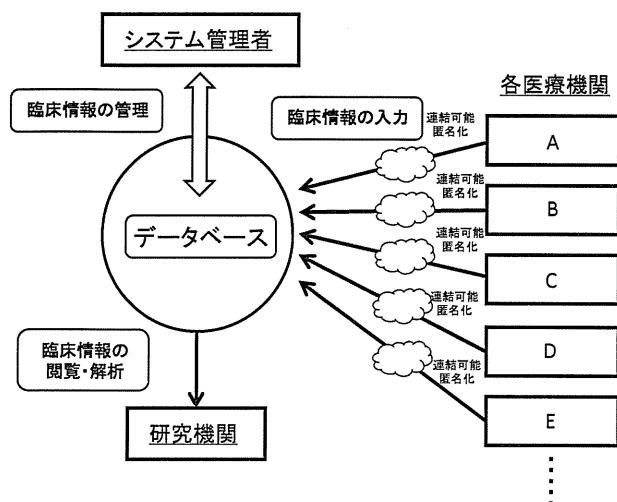 システム管理者
臨床情報の管理
臨床情報の入力
各医療機関
連結可能
匿名化
A
連結可能
匿名化
B
データベース
連結可能
匿名化
C
連結可能
匿名化
D
臨床情報の
閲覧・解析
連結可能
匿名化
E
研究機関